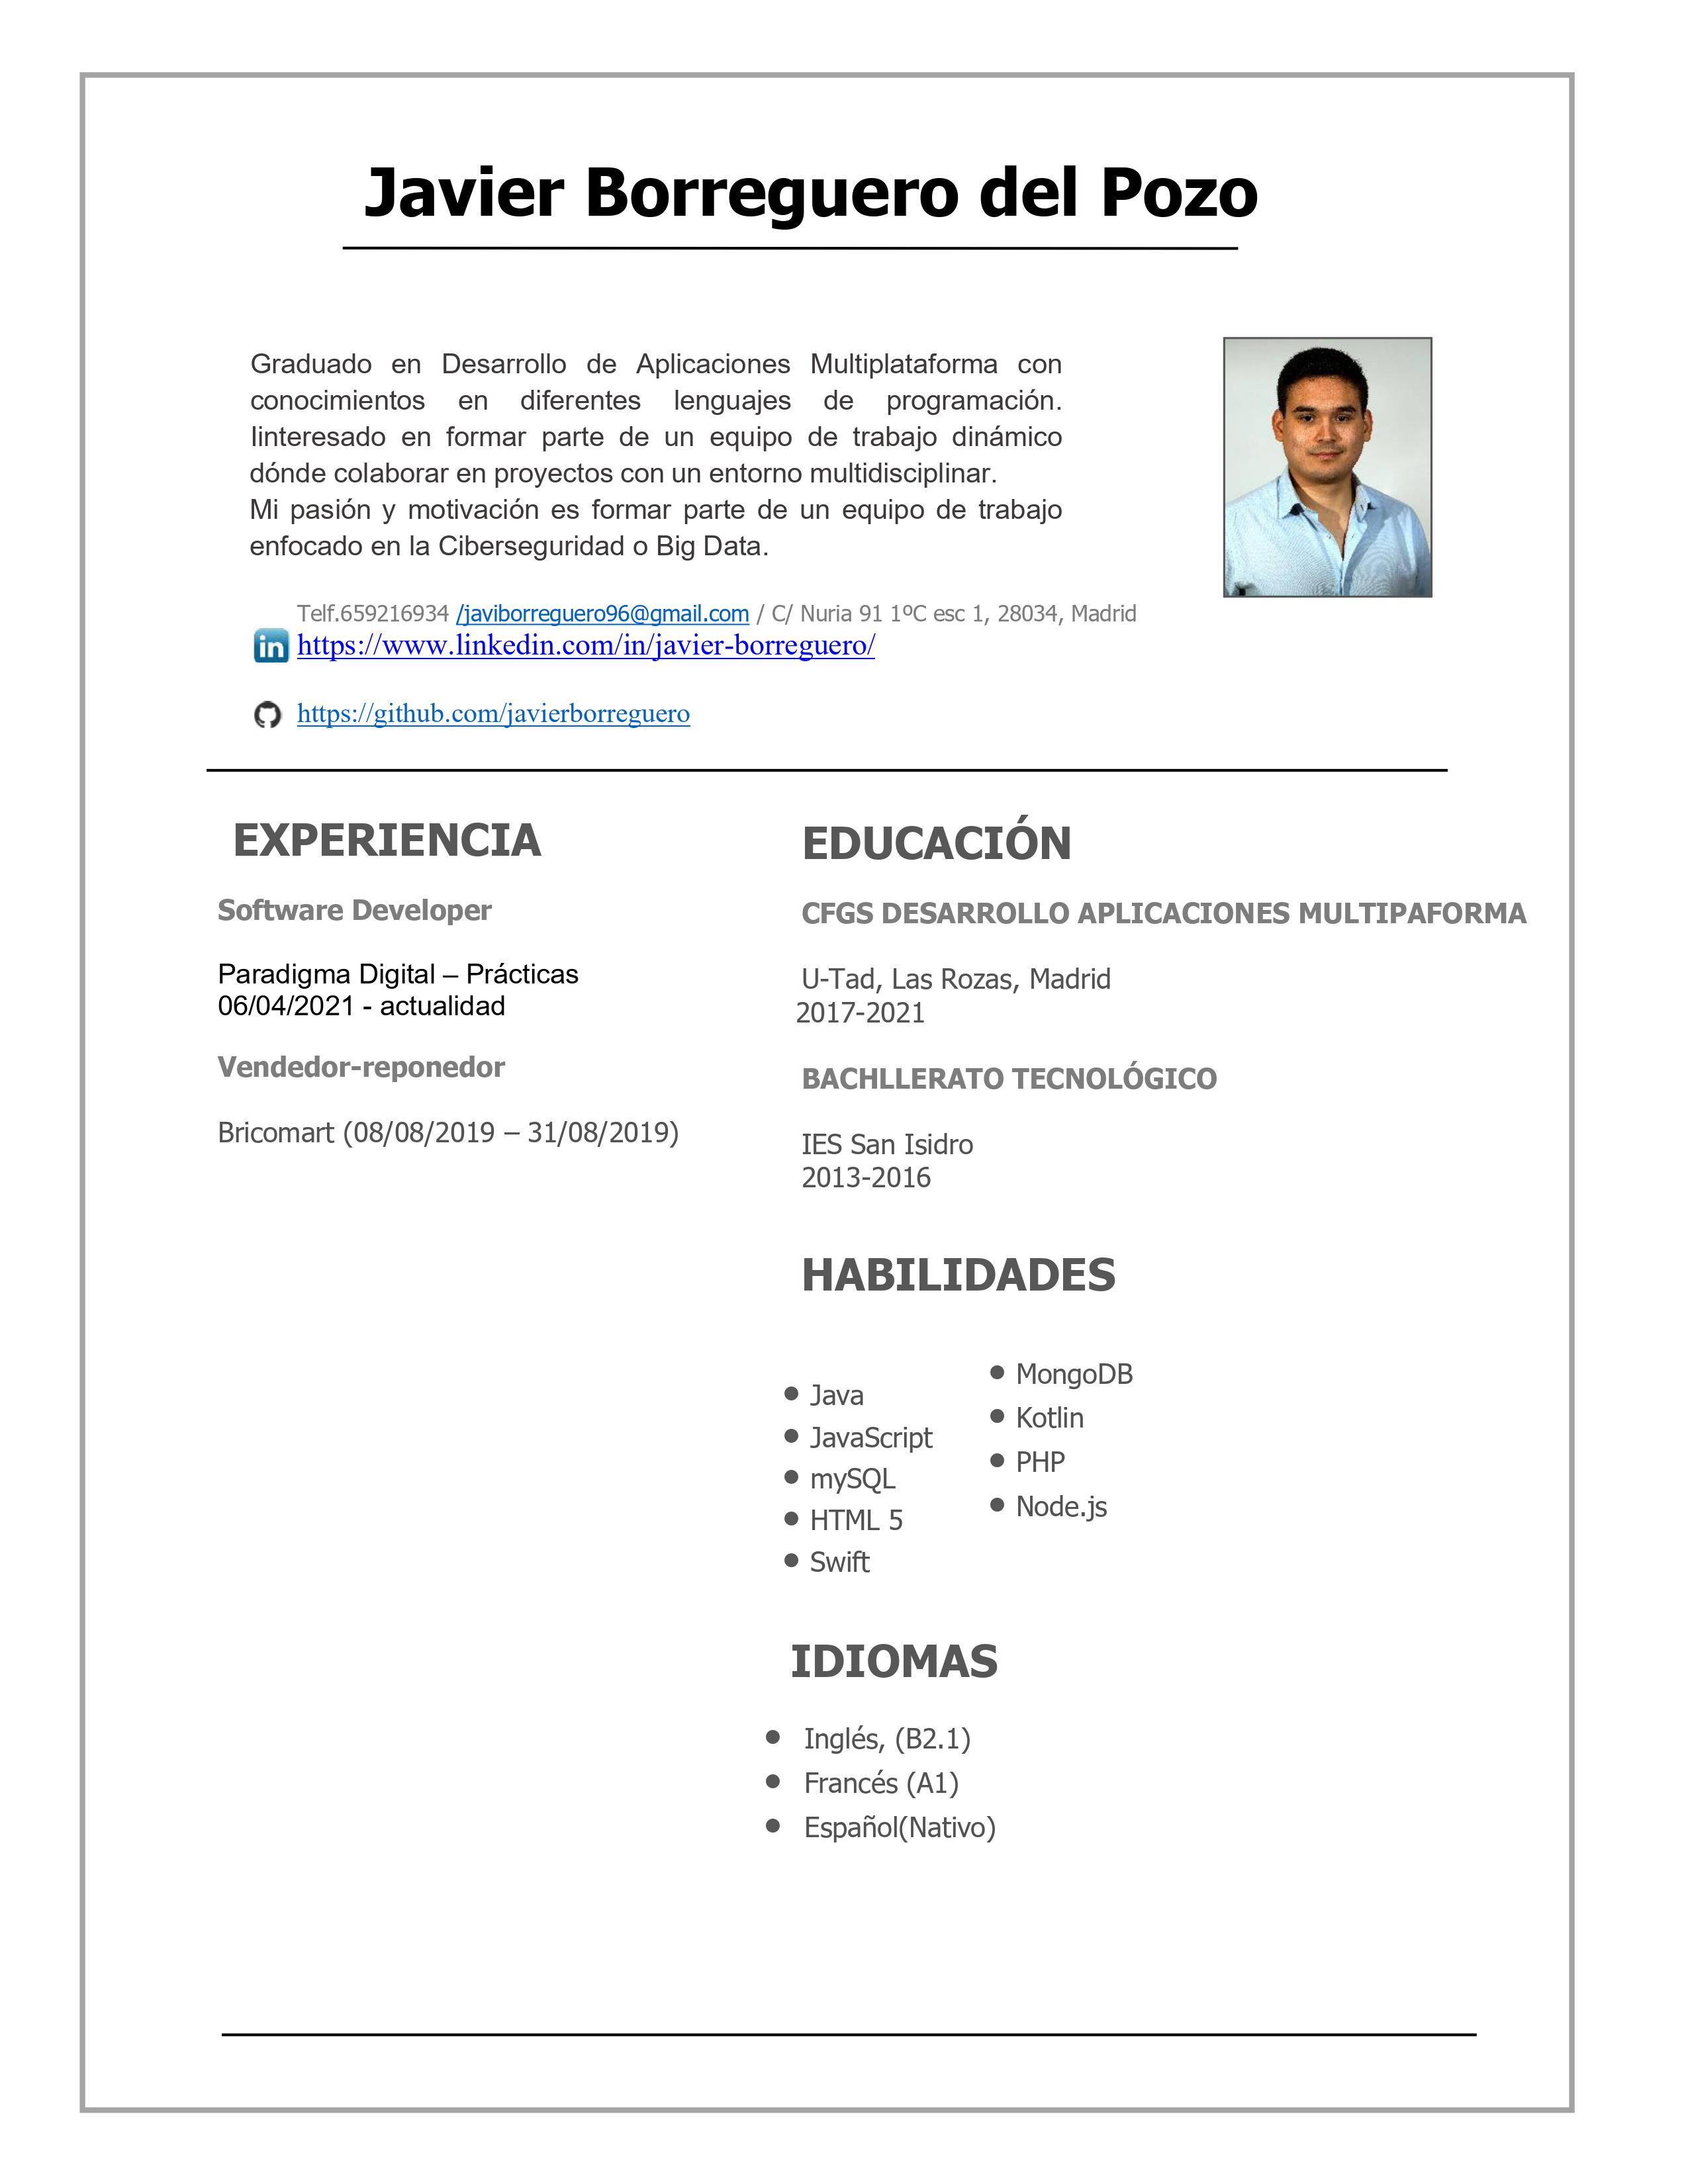 Javier Borreguero del Pozo
Graduado en Desarrollo de Aplicaciones Multiplataforma con
conocimientos en diferentes lenguajes de programación.
Iinteresado en formar parte de un equipo de trabajo dinámico
dónde colaborar en proyectos con un entorno multidisciplinar.
Mi pasión y motivación es formar parte de un equipo de trabajo
enfocado en la Ciberseguridad o Big Data.
Telf.659216934 /javiborreguero96@gmail.com / C/ Nuria 91 1ºC esc 1, 28034, Madrid
in https://www.linkedin.com/in/javier-borreguero/
https://github.com/javierborreguero
EXPERIENCIA
Software Developer
Paradigma Digital – Prácticas
06/04/2021 - actualidad
Vendedor-reponedor
Bricomart (08/08/2019 – 31/08/2019)
EDUCACIÓN
CFGS DESARROLLO APLICACIONES MULTIPAFORMA
U-Tad, Las Rozas, Madrid
2017-2021
BACHLLERATO TECNOLÓGICO
IES San Isidro
2013-2016
HABILIDADES
• Java
• JavaScript
• mySQL
• HTML 5
• Swift
• MongoDB
• Kotlin
• PHP
• Node.js
IDIOMAS
• Inglés, (B2.1)
• Francés (A1)
• Español(Nativo)